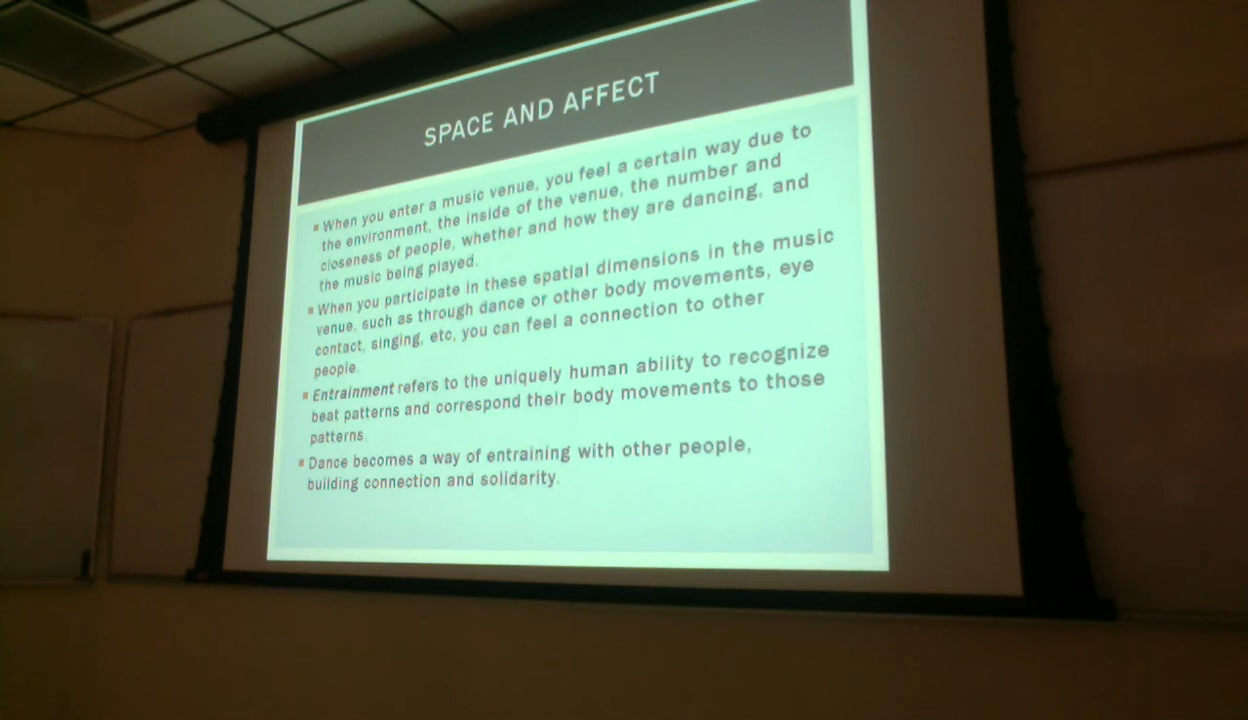 SPACE AND AFFECT
When you enter a music venue, you feel a certain way due to
the environment, the inside of the venue, the number and
closeness of people, whether and how they are dancing, and
the music being played.
When you participate in these spatial dimensions in the music
venue, such as through dance or other body movements, eye
contact, singing, etc, you can feel a connection to other
people.
Entrainment refers to the uniquely human ability to recognize
beat patterns and correspond their body movements to those
patterns.
Dance becomes a way of entraining with other people,
building connection and solidarity.